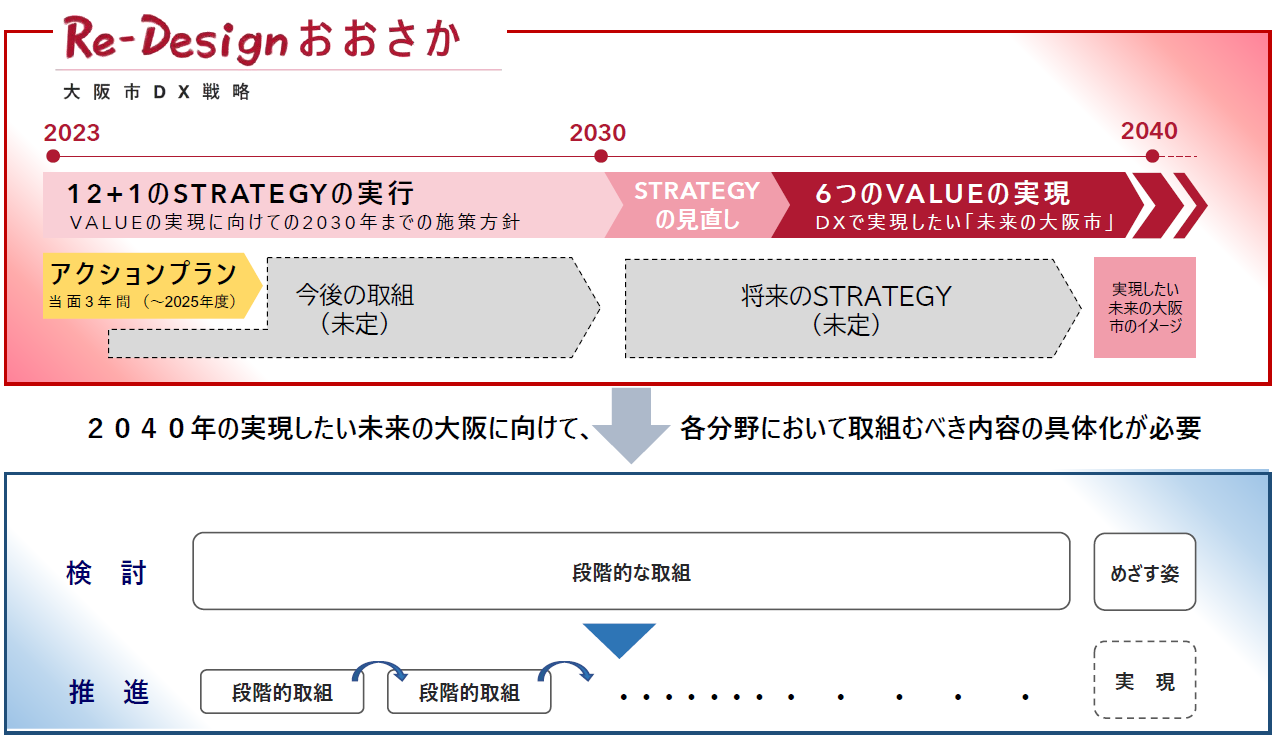 Re-Designおおさか
大阪市DX戦略
2023
2030
2040
12+1のSTRATEGYの実行
VALUEの実現に向けての2030年までの施策方針
STRATEGY
の見直し
6つのVALUEの実現
DXで実現したい「未来の大阪市」
アクションプラン
当面3年間（～2025年度）
今後の取組
（未定）
将来のSTRATEGY
（未定）
実現したい
未来の大阪
市のイメージ
２０４０年の実現したい未来の大阪に向けて、
各分野において取組むべき内容の具体化が必要
検　討
段階的な取組
めざす姿
推　進
段階的取組
段階的取組
・・・・・・・・・・・・・
実　現